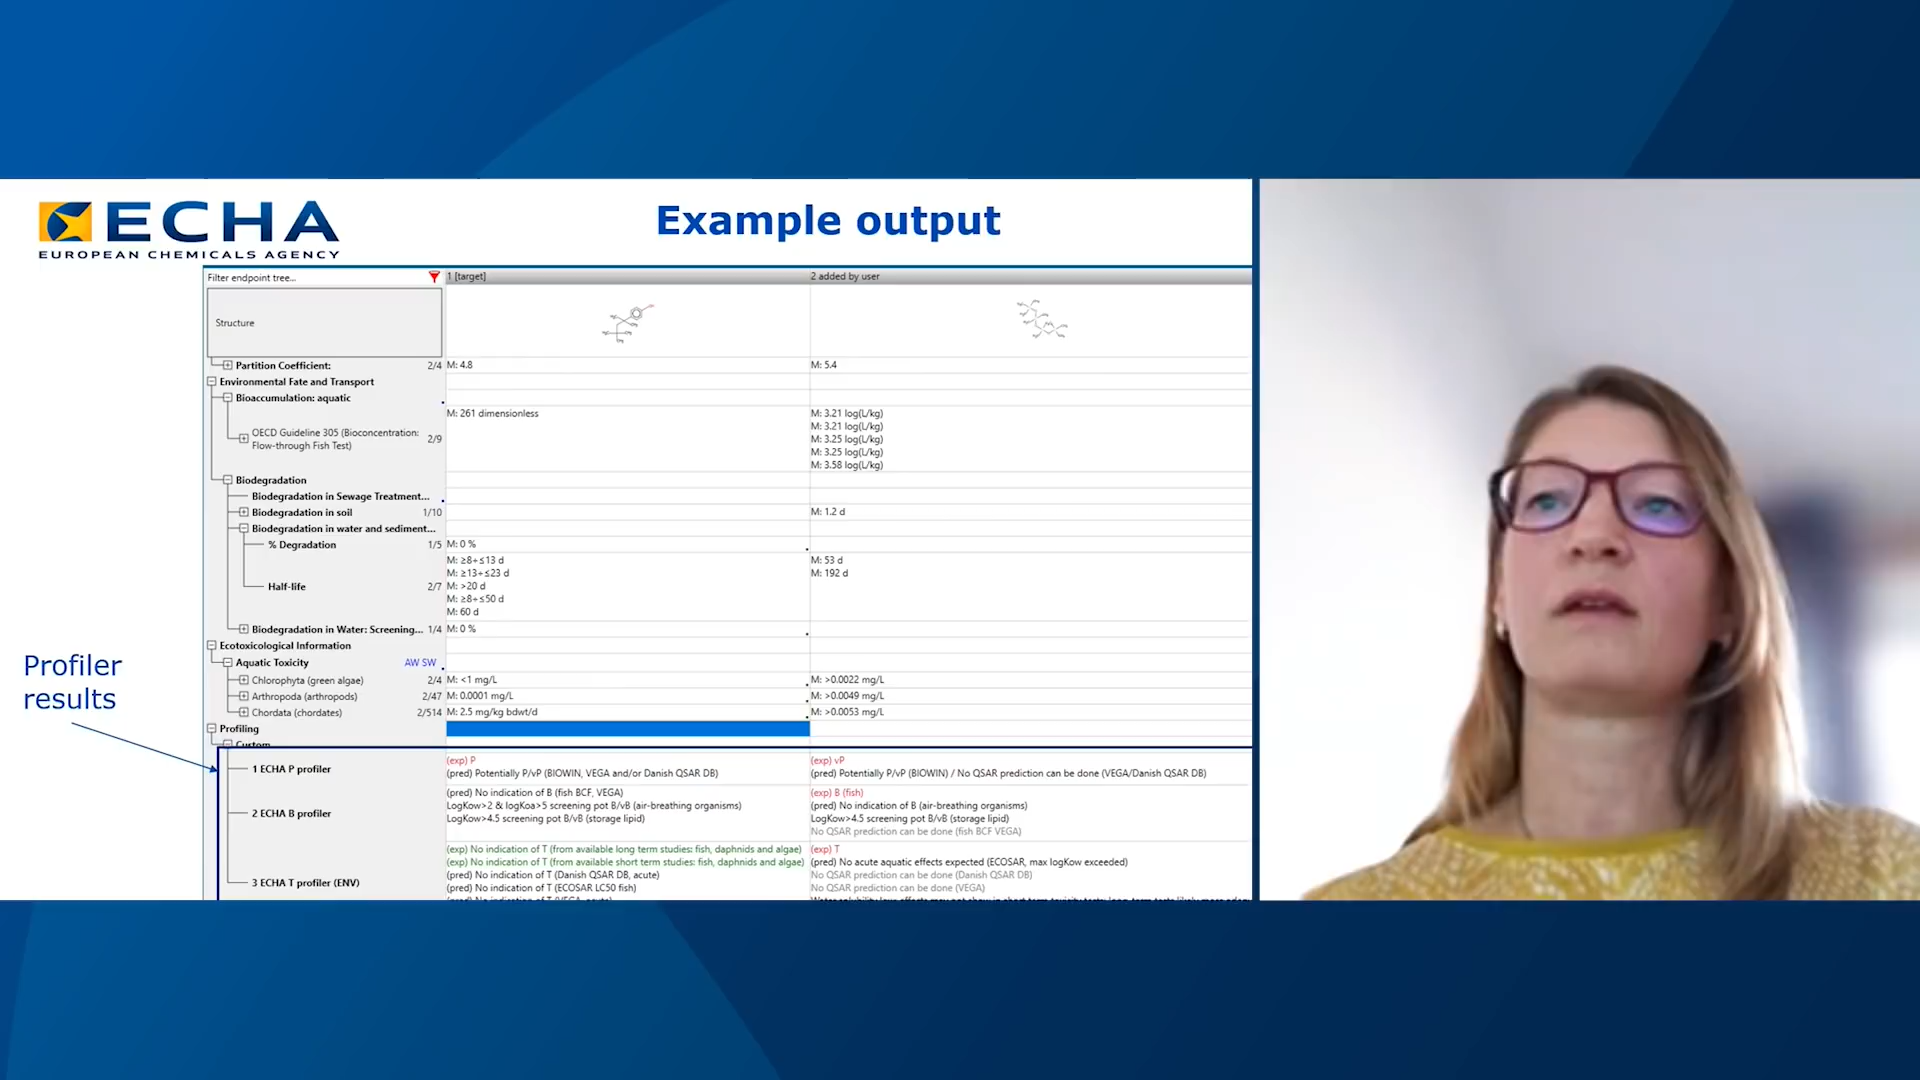 ECHA
EUROPEAN CHEMICALS AGENCY
Example output
Filter endpoint tree...
1 [target]
2 added by user
Structure
Partition Coefficient: 2/4 M: 4.8 M: 5.4
Environmental Fate and Transport
Bioaccumulation: aquatic
OECD Guideline 305 (Bioconcentration:
Flow-through Fish Test)
2/9
M: 261 dimensionless
M: 3.21 log(L/kg)
M: 3.21 log(L/kg)
M: 3.25 log(L/kg)
M: 3.25 log(L/kg)
M: 3.58 log(L/kg)
Biodegradation
Biodegradation in Sewage Treatment...
Biodegradation in soil 1/10 M: 1.2 d
Biodegradation in water and sediment...
% Degradation 1/5 M: 0 %
Half-life 2/7
M: ≥8÷≤13 d
M: ≥13÷≤23 d
M: >20 d
M: ≥8÷≤50 d
M: 60 d
M: 53 d
M: 192 d
Biodegradation in Water: Screening... 1/4 M: 0 %
Ecotoxicological Information
Aquatic Toxicity AW SW
Chlorophyta (green algae) 2/4 M: <1 mg/L M: >0.0022 mg/L
Arthropoda (arthropods) 2/47 M: 0.0001 mg/L M: >0.0049 mg/L
Chordata (chordates) 2/514 M: 2.5 mg/kg bdwt/d M: >0.0053 mg/L
Profiling
Custom
Profiler
results
1 ECHA P profiler
(exp) P
(pred) Potentially P/vP (BIOWIN, VEGA and/or Danish QSAR DB)
(exp) vP
(pred) Potentially P/vP (BIOWIN) / No QSAR prediction can be done (VEGA/Danish QSAR DB)
2 ECHA B profiler
(pred) No indication of B (fish BCF, VEGA)
LogKow>2 & logKoa>5 screening pot B/vB (air-breathing organisms)
LogKow>4.5 screening pot B/vB (storage lipid)
(exp) B (fish)
(pred) No indication of B (air-breathing organisms)
LogKow>4.5 screening pot B/vB (storage lipid)
No QSAR prediction can be done (fish BCF VEGA)
3 ECHA T profiler (ENV)
(exp) No indication of T (from available long term studies: fish, daphnids and algae)
(exp) No indication of T (from available short term studies: fish, daphnids and algae)
(pred) No indication of T (Danish QSAR DB, acute)
(pred) No indication of T (ECOSAR LC50 fish)
(pred) No indication of T (VEGA, acute)
(exp) T
(pred) No acute aquatic effects expected (ECOSAR, max logKow exceeded)
No QSAR prediction can be done (Danish QSAR DB)
No QSAR prediction can be done (VEGA)